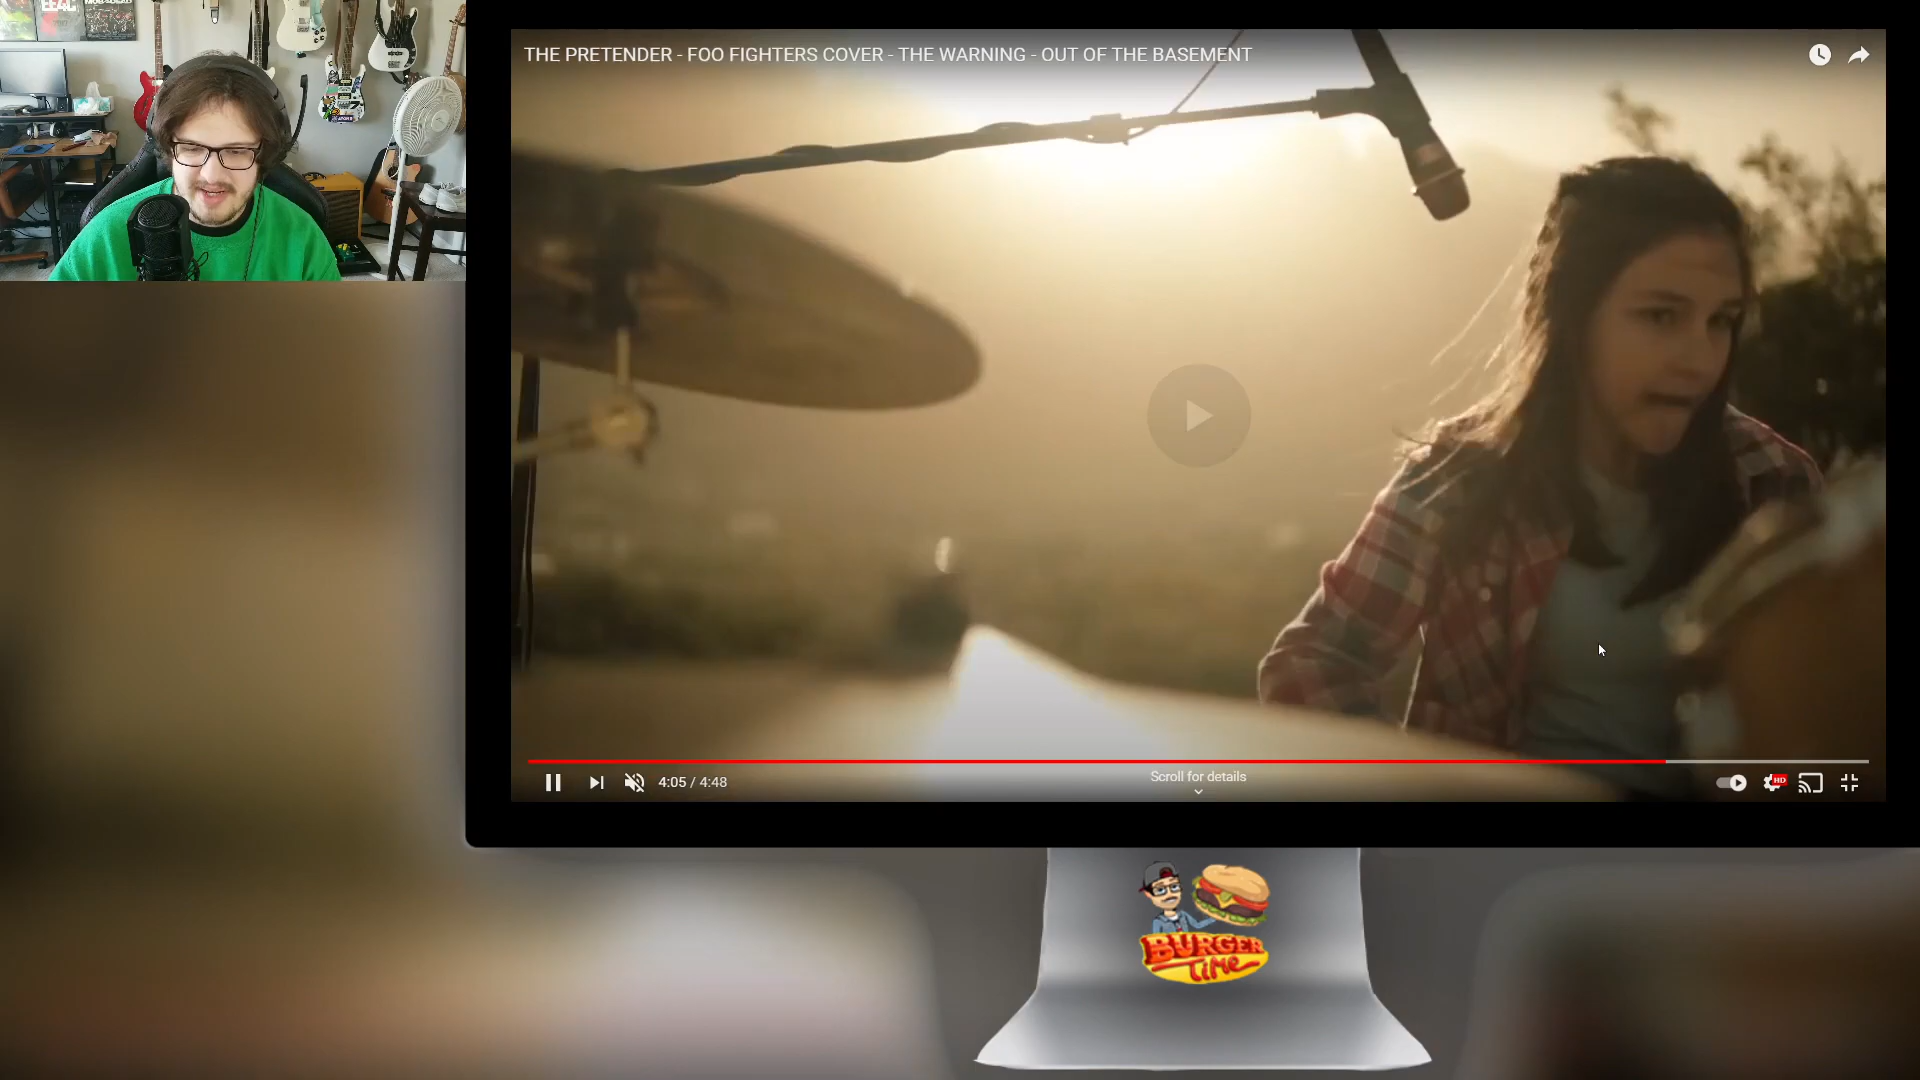 THE PRETENDER - FOO FIGHTERS COVER - THE WARNING - OUT OF THE BASEMENT
4:05 / 4:48
Scroll for details
HD
BURGER
Time